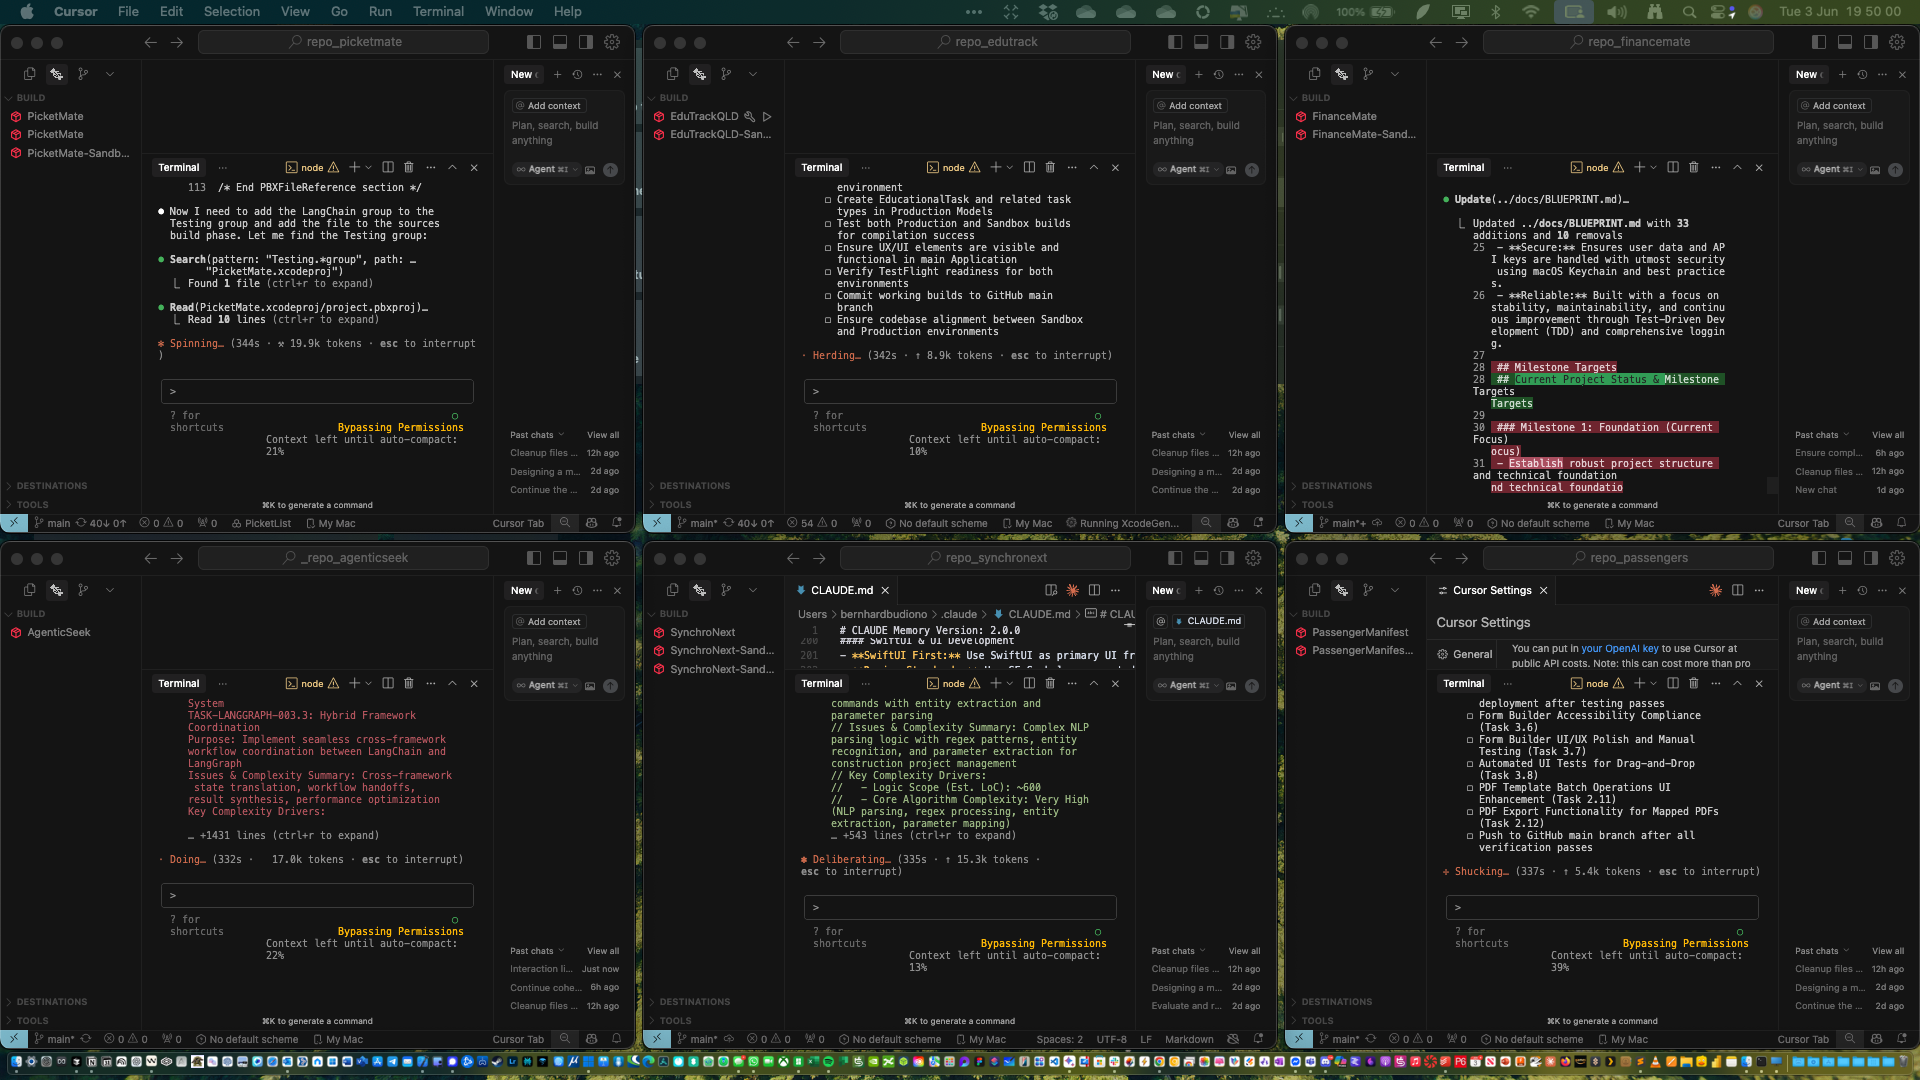 Cursor File Edit Selection View Go Run Terminal Window Help
100%
Tue 3 Jun 19 50 00
repo_picketmate
New
BUILD
PicketMate
PicketMate
PicketMate-Sandb...
@ Add context
Plan, search, build
anything
Agent ⌘I
Terminal ... node
113 /* End PBXFileReference section */
● Now I need to add the LangChain group to the
Testing group and add the file to the sources
build phase. Let me find the Testing group:
● Search(pattern: "Testing.*group", path: …
"PicketMate.xcodeproj")
⎿ Found 1 file (ctrl+r to expand)
● Read(PicketMate.xcodeproj/project.pbxproj)…
⎿ Read 10 lines (ctrl+r to expand)
✻ Spinning… (344s · ⚒ 19.9k tokens · esc to interrupt
)
>
? for
shortcuts
Bypassing Permissions
Context left until auto-compact:
21%
Past chats View all
Cleanup files ... 12h ago
Designing a m... 2d ago
Continue the ... 2d ago
DESTINATIONS
TOOLS
⌘K to generate a command
main 40↓ 0↑ 0 0 0 PicketList My Mac Cursor Tab
repo_edutrack
New
BUILD
EduTrackQLD
EduTrackQLD-San...
@ Add context
Plan, search, build
anything
Agent ⌘I
Terminal ... node
environment
☐ Create EducationalTask and related task
types in Production Models
☐ Test both Production and Sandbox builds
for compilation success
☐ Ensure UX/UI elements are visible and
functional in main Application
☐ Verify TestFlight readiness for both
environments
☐ Commit working builds to GitHub main
branch
☐ Ensure codebase alignment between Sandbox
and Production environments
· Herding… (342s · ↑ 8.9k tokens · esc to interrupt)
>
? for
shortcuts
Bypassing Permissions
Context left until auto-compact:
10%
Past chats View all
Cleanup files ... 12h ago
Designing a m... 2d ago
Continue the ... 2d ago
DESTINATIONS
TOOLS
⌘K to generate a command
main* 40↓ 0↑ 54 0 0 No default scheme My Mac Running XcodeGen...
repo_financemate
New
BUILD
FinanceMate
FinanceMate-Sand...
@ Add context
Plan, search, build
anything
Agent ⌘I
Terminal ... node
● Update(../docs/BLUEPRINT.md)…
⎿ Updated ../docs/BLUEPRINT.md with 33
additions and 10 removals
25 - **Secure:** Ensures user data and AP
I keys are handled with utmost security
using macOS Keychain and best practice
s.
26 - **Reliable:** Built with a focus on
stability, maintainability, and continu
ous improvement through Test-Driven Dev
elopment (TDD) and comprehensive loggin
g.
27
28 ## Milestone Targets
28 ## Current Project Status & Milestone
Targets
Targets
29
30 ### Milestone 1: Foundation (Current
Focus)
ocus)
31 - Establish robust project structure
and technical foundation
nd technical foundatio
Past chats View all
Ensure compl... 6h ago
Cleanup files ... 12h ago
New chat 1d ago
DESTINATIONS
TOOLS
⌘K to generate a command
main*+ 0 0 0 No default scheme My Mac Cursor Tab
_repo_agenticseek
New
BUILD
AgenticSeek
@ Add context
Plan, search, build
anything
Agent ⌘I
Terminal ... node
System
TASK-LANGGRAPH-003.3: Hybrid Framework
Coordination
Purpose: Implement seamless cross-framework
workflow coordination between LangChain and
LangGraph
Issues & Complexity Summary: Cross-framework
state translation, workflow handoffs,
result synthesis, performance optimization
Key Complexity Drivers:
… +1431 lines (ctrl+r to expand)
· Doing… (332s · 17.0k tokens · esc to interrupt)
>
? for
shortcuts
Bypassing Permissions
Context left until auto-compact:
22%
Past chats View all
Interaction li... Just now
Continue cohe... 6h ago
Cleanup files ... 12h ago
DESTINATIONS
TOOLS
⌘K to generate a command
main* 0 0 0 No default scheme My Mac Cursor Tab
repo_synchronext
CLAUDE.md
New
BUILD
SynchroNext
SynchroNext-Sand...
SynchroNext-Sand...
Users > bernhardbudiono > .claude > CLAUDE.md > # CLAU
1 # CLAUDE Memory Version: 2.0.0
200 #### SwiftUI & UI Development
201 - **SwiftUI First:** Use SwiftUI as primary UI fr
@ CLAUDE.md
Plan, search, build
anything
Agent ⌘I
Terminal ... node
commands with entity extraction and
parameter parsing
// Issues & Complexity Summary: Complex NLP
parsing logic with regex patterns, entity
recognition, and parameter extraction for
construction project management
// Key Complexity Drivers:
// - Logic Scope (Est. LoC): ~600
// - Core Algorithm Complexity: Very High
(NLP parsing, regex processing, entity
extraction, parameter mapping)
… +543 lines (ctrl+r to expand)
✽ Deliberating… (335s · ↑ 15.3k tokens ·
esc to interrupt)
>
? for
shortcuts
Bypassing Permissions
Context left until auto-compact:
13%
Past chats View all
Cleanup files ... 12h ago
Designing a m... 2d ago
Evaluate and r... 2d ago
DESTINATIONS
TOOLS
⌘K to generate a command
main* 0 0 0 No default scheme My Mac Spaces: 2 UTF-8 LF Markdown
repo_passengers
Cursor Settings
New
BUILD
PassengerManifest
PassengerManifes...
Cursor Settings
General
You can put in your OpenAI key to use Cursor at
public API costs. Note: this can cost more than pro
@ Add context
Plan, search, build
anything
Agent ⌘I
Terminal ... node
deployment after testing passes
☐ Form Builder Accessibility Compliance
(Task 3.6)
☐ Form Builder UI/UX Polish and Manual
Testing (Task 3.7)
☐ Automated UI Tests for Drag-and-Drop
(Task 3.8)
☐ PDF Template Batch Operations UI
Enhancement (Task 2.11)
☐ PDF Export Functionality for Mapped PDFs
(Task 2.12)
☐ Push to GitHub main branch after all
verification passes
✢ Shucking… (337s · ↑ 5.4k tokens · esc to interrupt)
>
? for
shortcuts
Bypassing Permissions
Context left until auto-compact:
39%
Past chats View all
Cleanup files ... 12h ago
Designing a m... 2d ago
Continue the ... 2d ago
DESTINATIONS
TOOLS
⌘K to generate a command
main* 0 0 0 No default scheme My Mac Cursor Tab